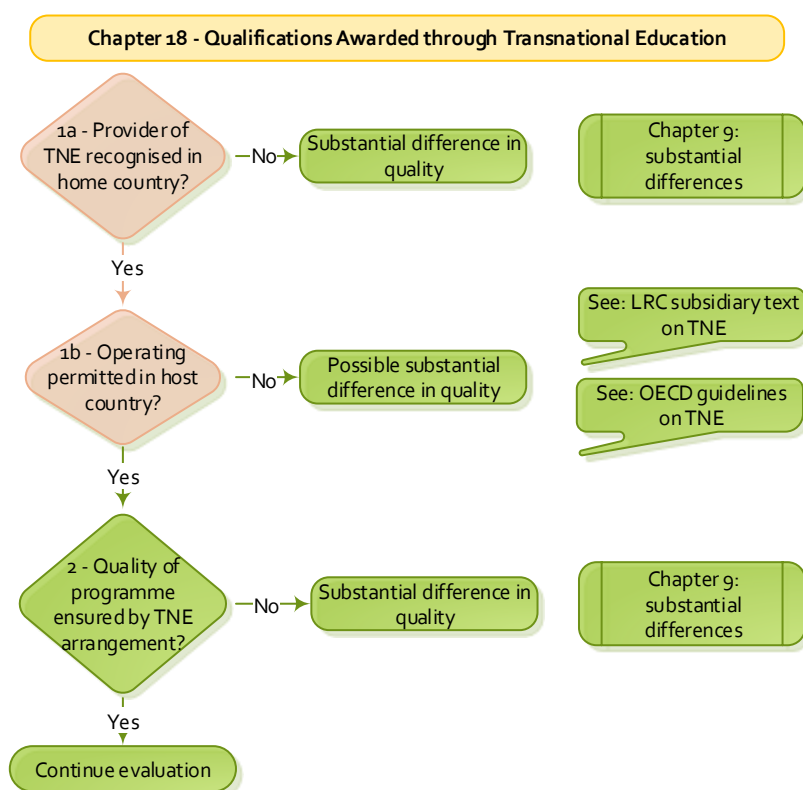 Chapter 18 - Qualifications Awarded through Transnational Education
1a - Provider of
TNE recognised in
home country?
No
Substantial difference in
quality
Chapter 9:
substantial
differences
Yes
1b - Operating
permitted in host
country?
No
Possible substantial
difference in quality
See: LRC subsidiary text
on TNE
See: OECD guidelines
on TNE
Yes
2 - Quality of
programme
ensured by TNE
arrangement?
No
Substantial difference in
quality
Chapter 9:
substantial
differences
Yes
Continue evaluation